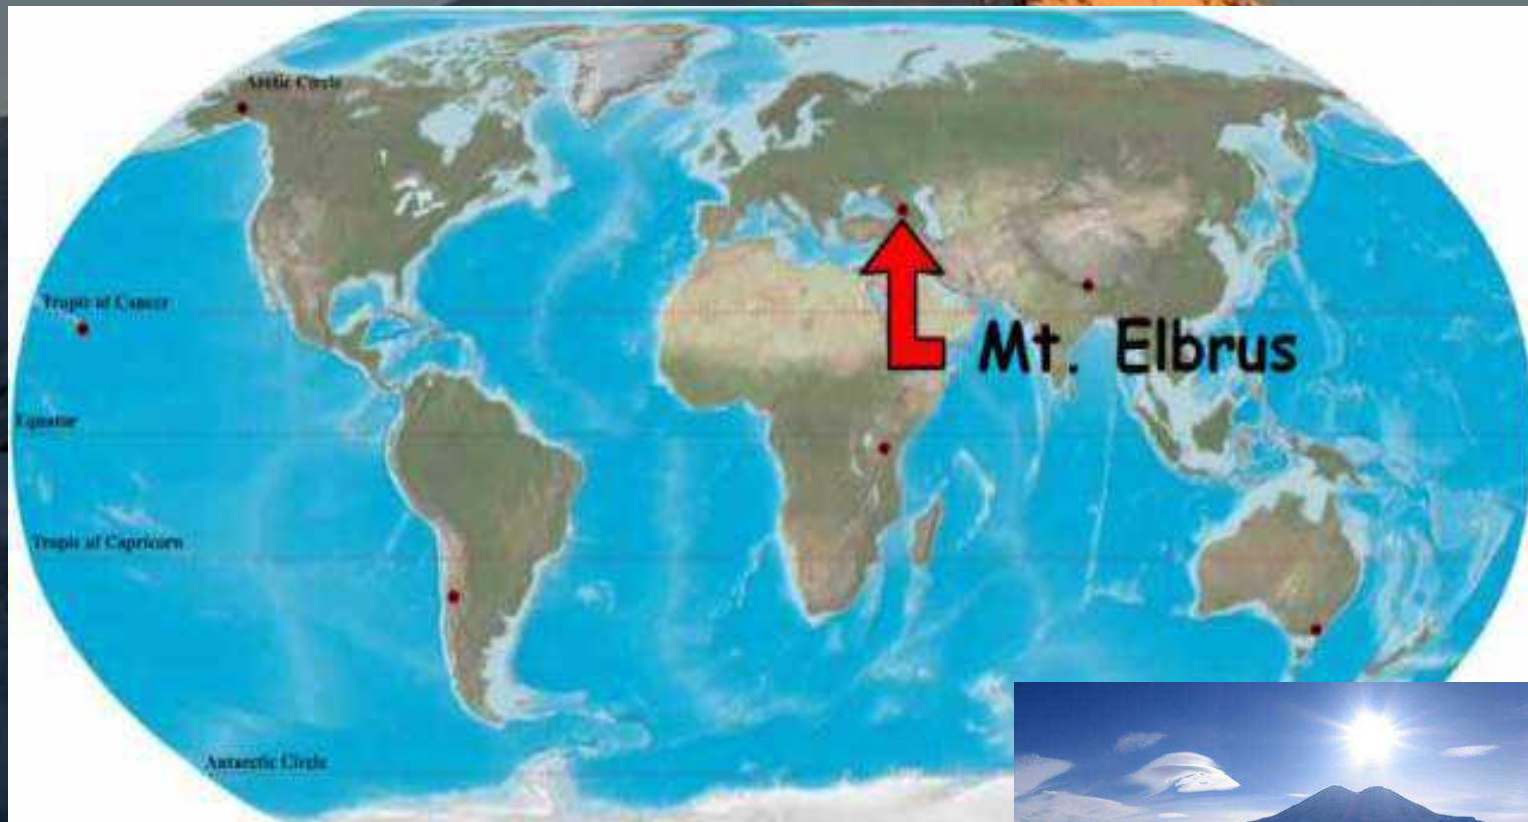 Arctic Circle
Tropic of Cancer
Mt. Elbrus
Equator
Tropic of Capricorn
Antarctic Circle